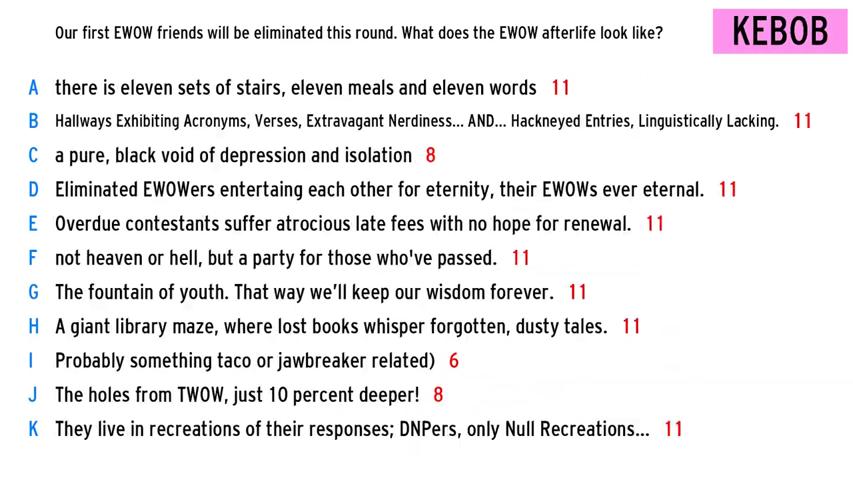 Our first EWOW friends will be eliminated this round. What does the EWOW afterlife look like?
KEBOB
A there is eleven sets of stairs, eleven meals and eleven words 11
B Hallways Exhibiting Acronyms, Verses, Extravagant Nerdiness... AND... Hackneyed Entries, Linguistically Lacking. 11
C a pure, black void of depression and isolation 8
D Eliminated EWOWers entertaing each other for eternity, their EWOWs ever eternal. 11
E Overdue contestants suffer atrocious late fees with no hope for renewal. 11
F not heaven or hell, but a party for those who've passed. 11
G The fountain of youth. That way we'll keep our wisdom forever. 11
H A giant library maze, where lost books whisper forgotten, dusty tales. 11
I Probably something taco or jawbreaker related) 6
J The holes from TWOW, just 10 percent deeper! 8
K They live in recreations of their responses; DNPers, only Null Recreations... 11